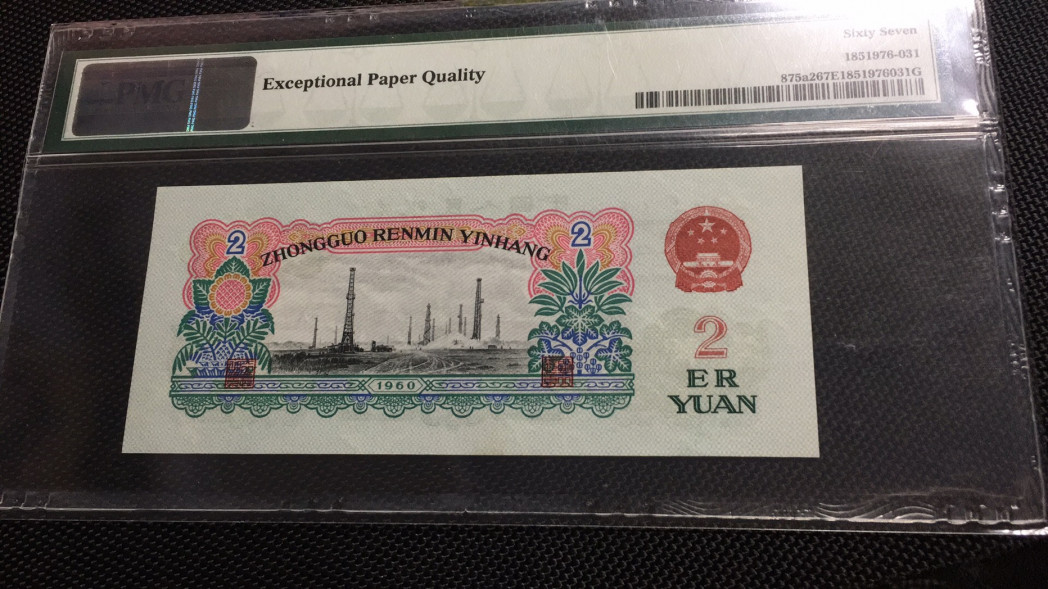 PMG
Exceptional Paper Quality
Sixty Seven
1851976-031
875a267E1851976031G
2
ZHONGGUO RENMIN YINHANG
2
1960
2
ER
YUAN